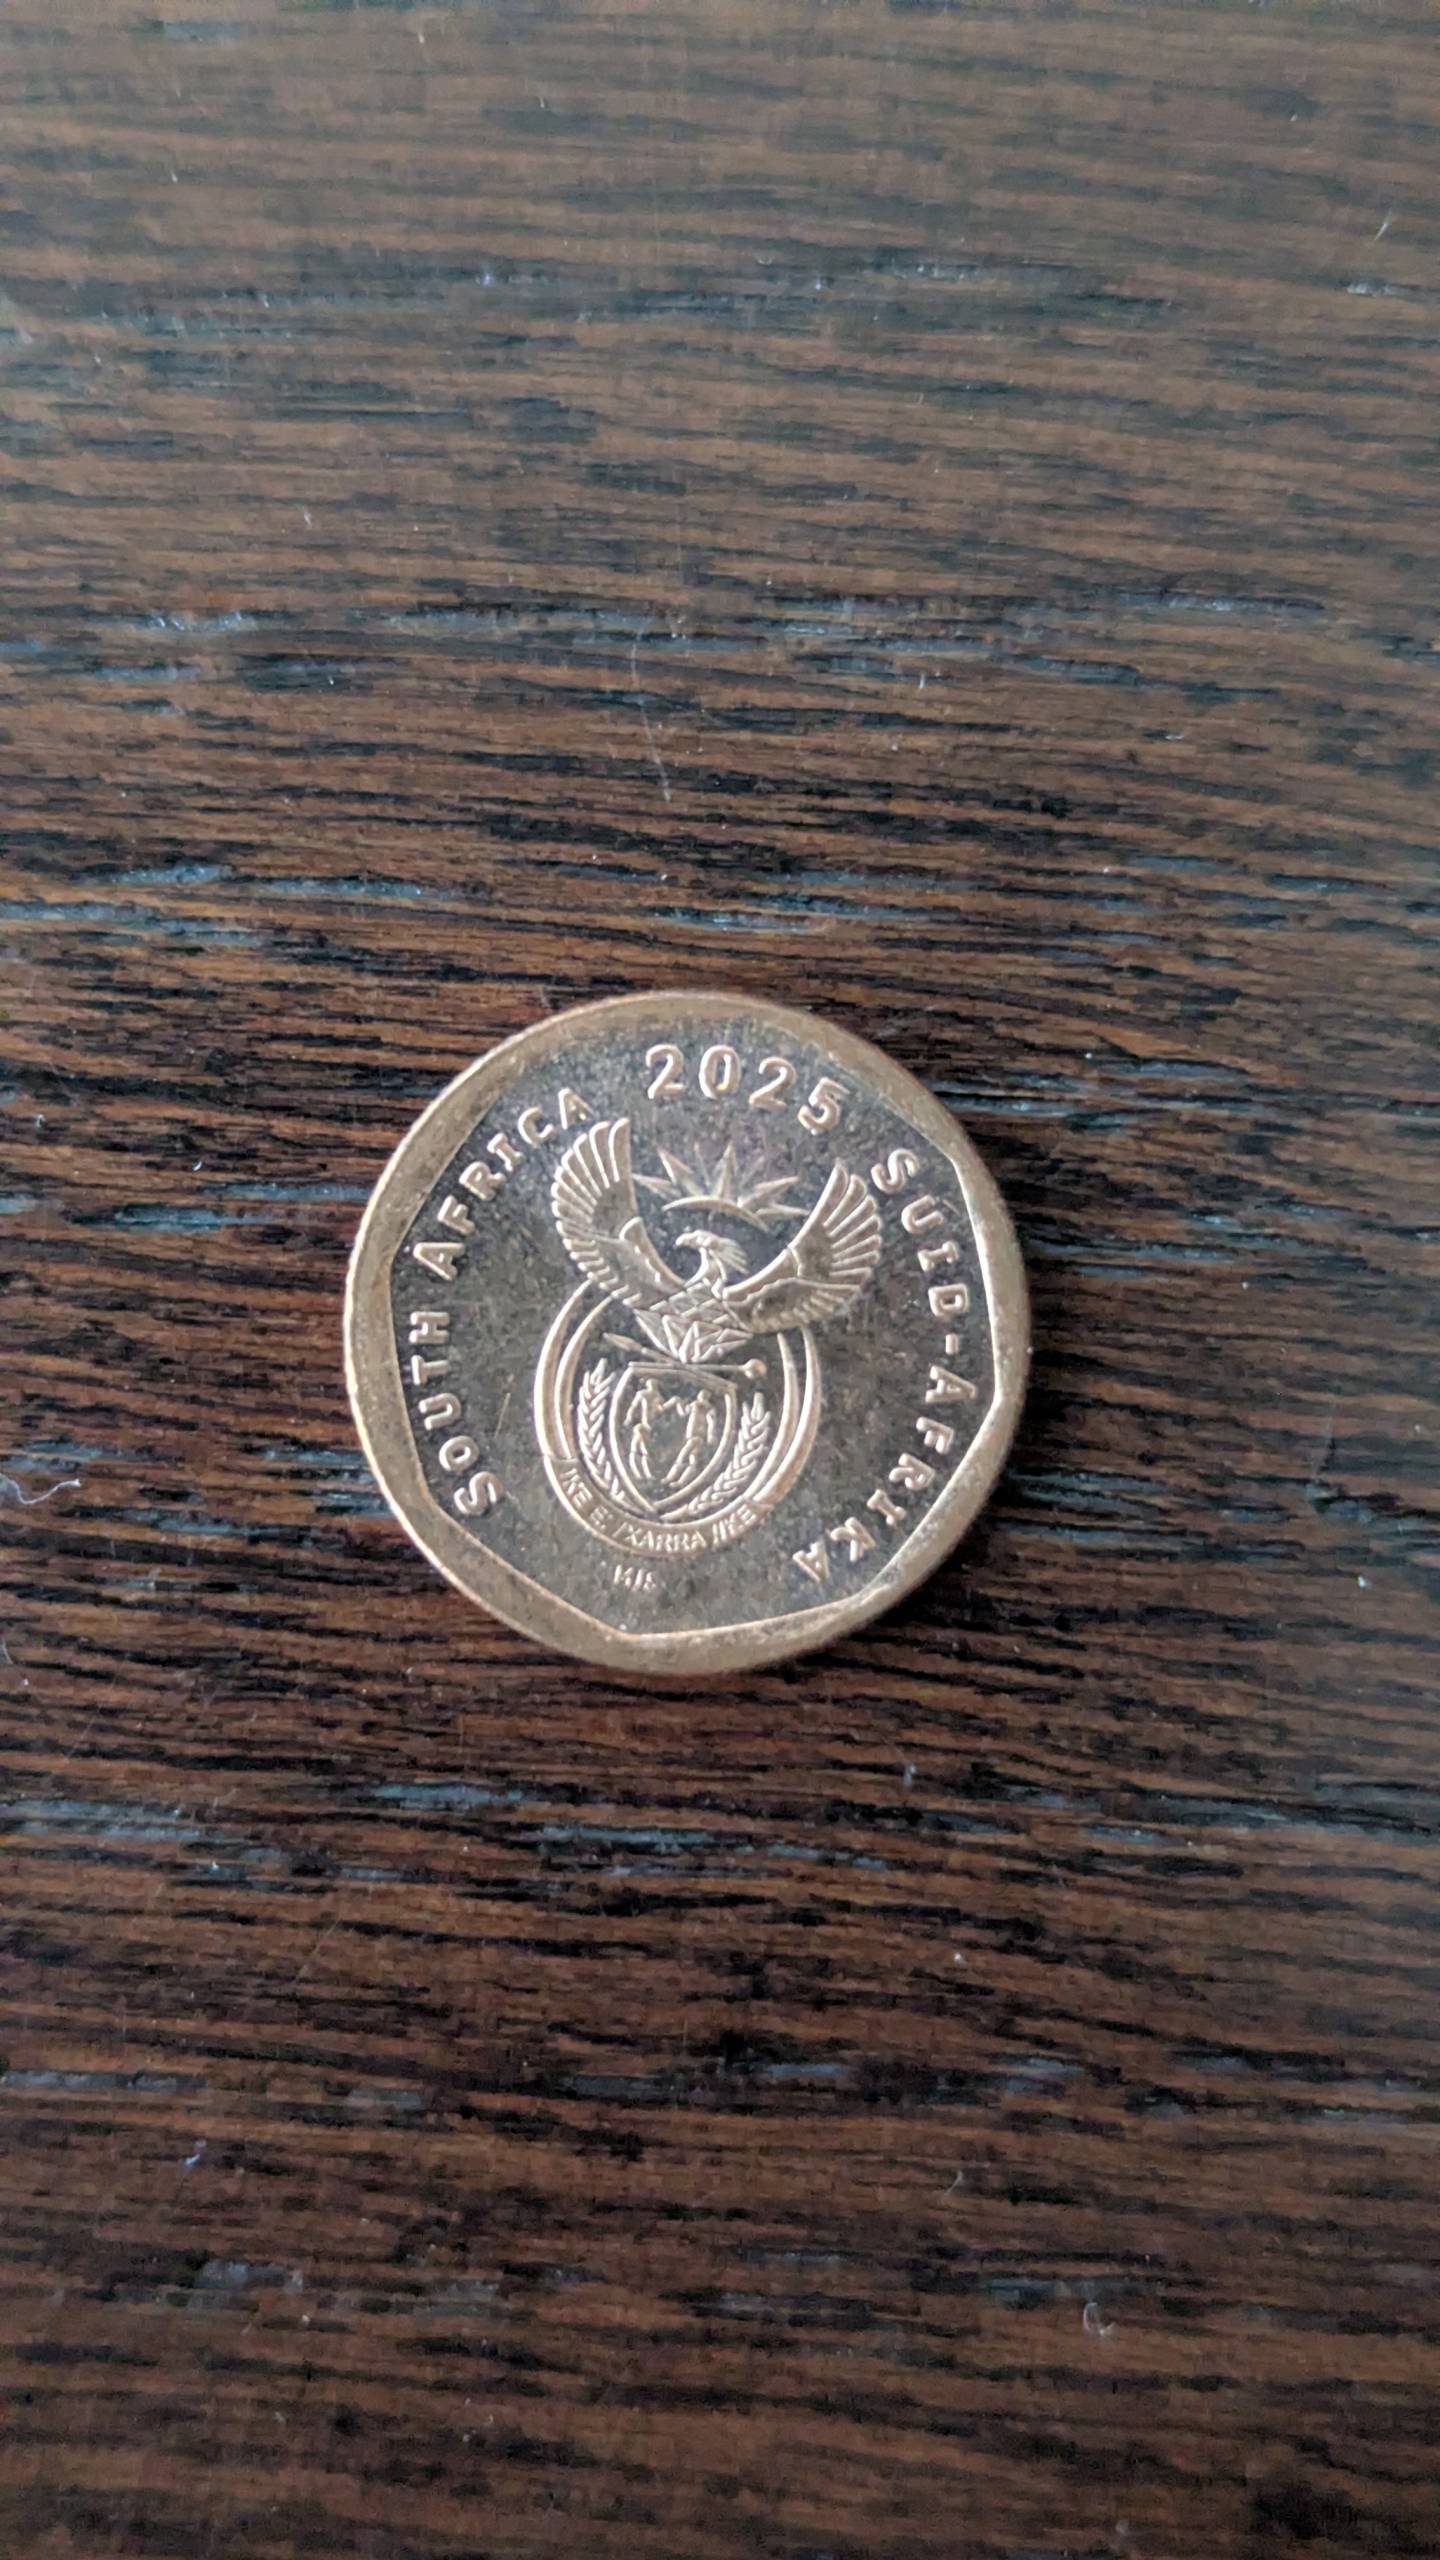 SOUTH AFRICA 2025 SUID-AFRIKA
!KE E: /XARRA //KE